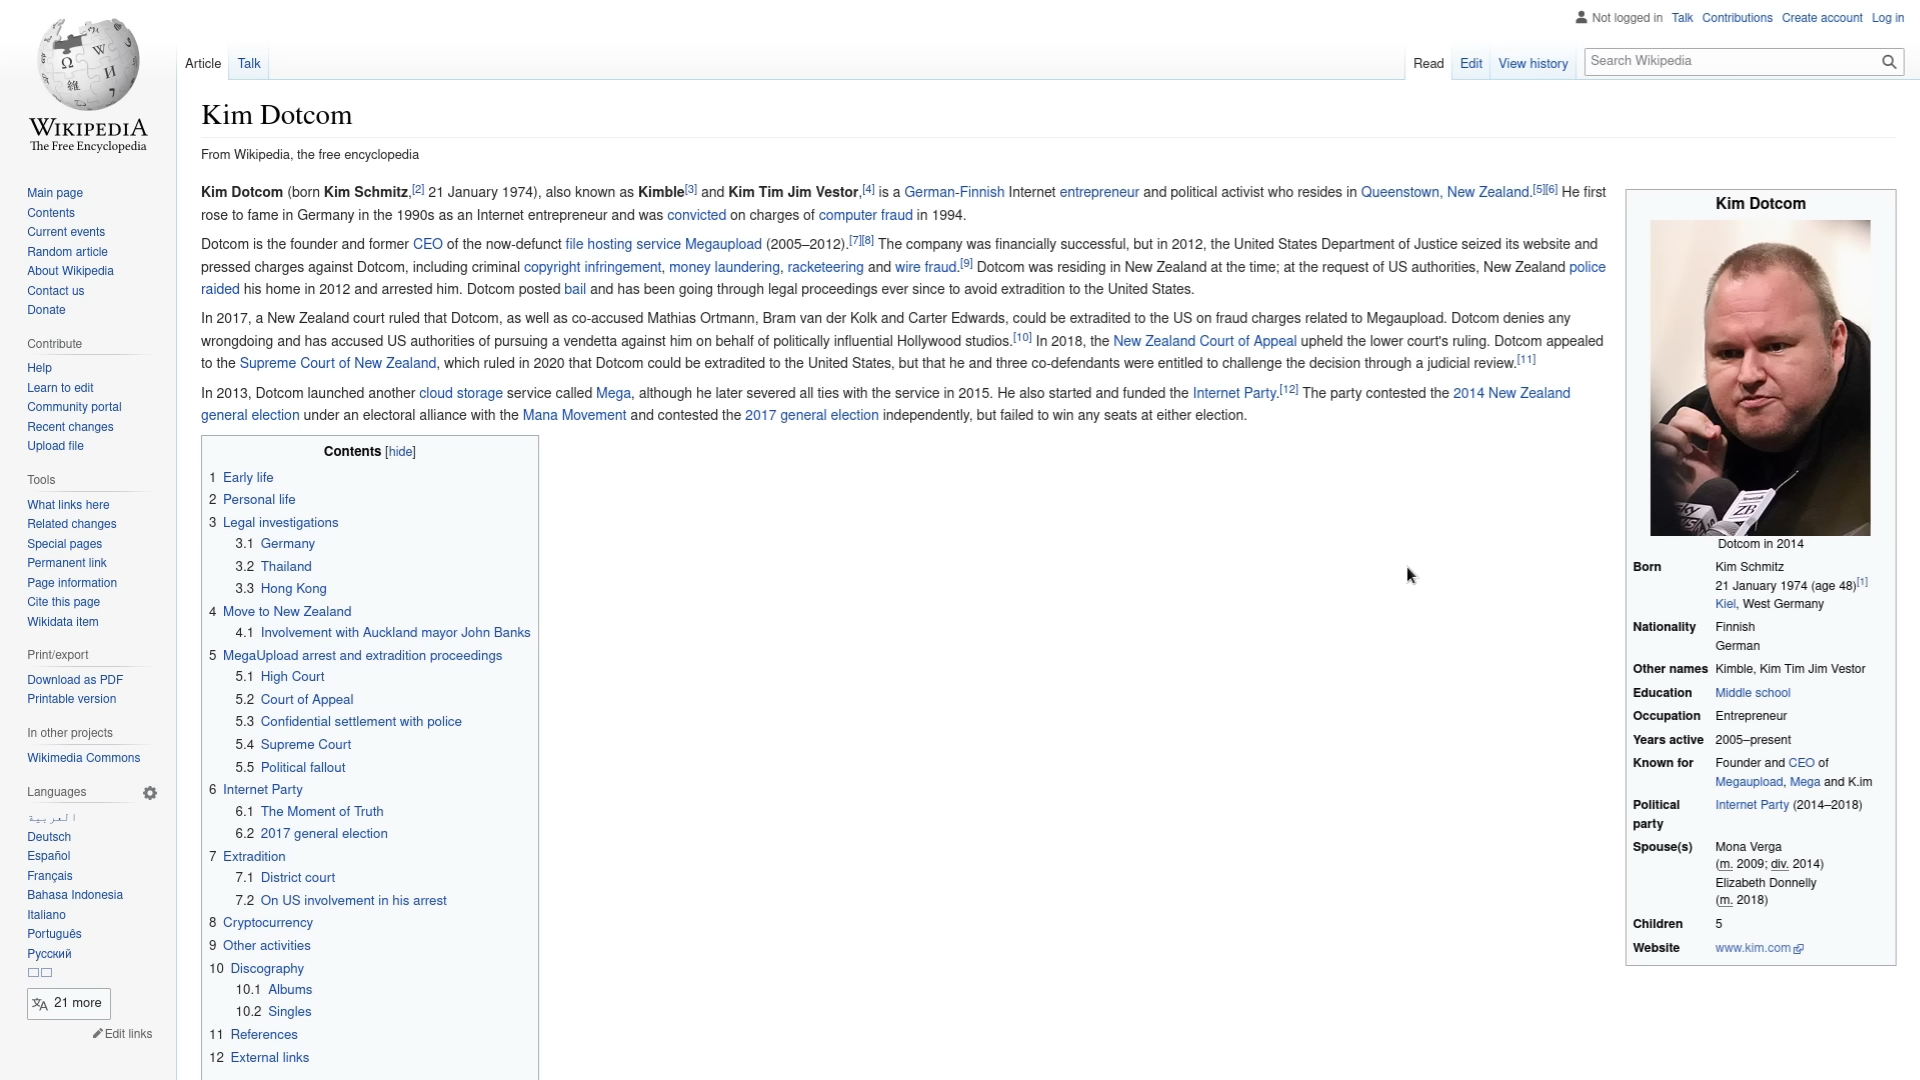 Not logged in Talk Contributions Create account Log in
Article Talk Read Edit View history Search Wikipedia
WIKIPEDIA
The Free Encyclopedia
Main page
Contents
Current events
Random article
About Wikipedia
Contact us
Donate
Contribute
Help
Learn to edit
Community portal
Recent changes
Upload file
Tools
What links here
Related changes
Special pages
Permanent link
Page information
Cite this page
Wikidata item
Print/export
Download as PDF
Printable version
In other projects
Wikimedia Commons
Languages
العربية
Deutsch
Español
Français
Bahasa Indonesia
Italiano
Português
Русский
21 more
Edit links
Kim Dotcom
From Wikipedia, the free encyclopedia
Kim Dotcom (born Kim Schmitz,[2] 21 January 1974), also known as Kimble[3] and Kim Tim Jim Vestor,[4] is a German-Finnish Internet entrepreneur and political activist who resides in Queenstown, New Zealand.[5][6] He first
rose to fame in Germany in the 1990s as an Internet entrepreneur and was convicted on charges of computer fraud in 1994.
Dotcom is the founder and former CEO of the now-defunct file hosting service Megaupload (2005–2012).[7][8] The company was financially successful, but in 2012, the United States Department of Justice seized its website and
pressed charges against Dotcom, including criminal copyright infringement, money laundering, racketeering and wire fraud.[9] Dotcom was residing in New Zealand at the time; at the request of US authorities, New Zealand police
raided his home in 2012 and arrested him. Dotcom posted bail and has been going through legal proceedings ever since to avoid extradition to the United States.
In 2017, a New Zealand court ruled that Dotcom, as well as co-accused Mathias Ortmann, Bram van der Kolk and Carter Edwards, could be extradited to the US on fraud charges related to Megaupload. Dotcom denies any
wrongdoing and has accused US authorities of pursuing a vendetta against him on behalf of politically influential Hollywood studios.[10] In 2018, the New Zealand Court of Appeal upheld the lower court's ruling. Dotcom appealed
to the Supreme Court of New Zealand, which ruled in 2020 that Dotcom could be extradited to the United States, but that he and three co-defendants were entitled to challenge the decision through a judicial review.[11]
In 2013, Dotcom launched another cloud storage service called Mega, although he later severed all ties with the service in 2015. He also started and funded the Internet Party.[12] The party contested the 2014 New Zealand
general election under an electoral alliance with the Mana Movement and contested the 2017 general election independently, but failed to win any seats at either election.
Contents [hide]
1 Early life
2 Personal life
3 Legal investigations
3.1 Germany
3.2 Thailand
3.3 Hong Kong
4 Move to New Zealand
4.1 Involvement with Auckland mayor John Banks
5 MegaUpload arrest and extradition proceedings
5.1 High Court
5.2 Court of Appeal
5.3 Confidential settlement with police
5.4 Supreme Court
5.5 Political fallout
6 Internet Party
6.1 The Moment of Truth
6.2 2017 general election
7 Extradition
7.1 District court
7.2 On US involvement in his arrest
8 Cryptocurrency
9 Other activities
10 Discography
10.1 Albums
10.2 Singles
11 References
12 External links
Kim Dotcom
sky
ZB
Dotcom in 2014
Born Kim Schmitz
21 January 1974 (age 48)[1]
Kiel, West Germany
Nationality Finnish
German
Other names Kimble, Kim Tim Jim Vestor
Education Middle school
Occupation Entrepreneur
Years active 2005–present
Known for Founder and CEO of
Megaupload, Mega and K.im
Political Internet Party (2014–2018)
party
Spouse(s) Mona Verga
(m. 2009; div. 2014)
Elizabeth Donnelly
(m. 2018)
Children 5
Website www.kim.com